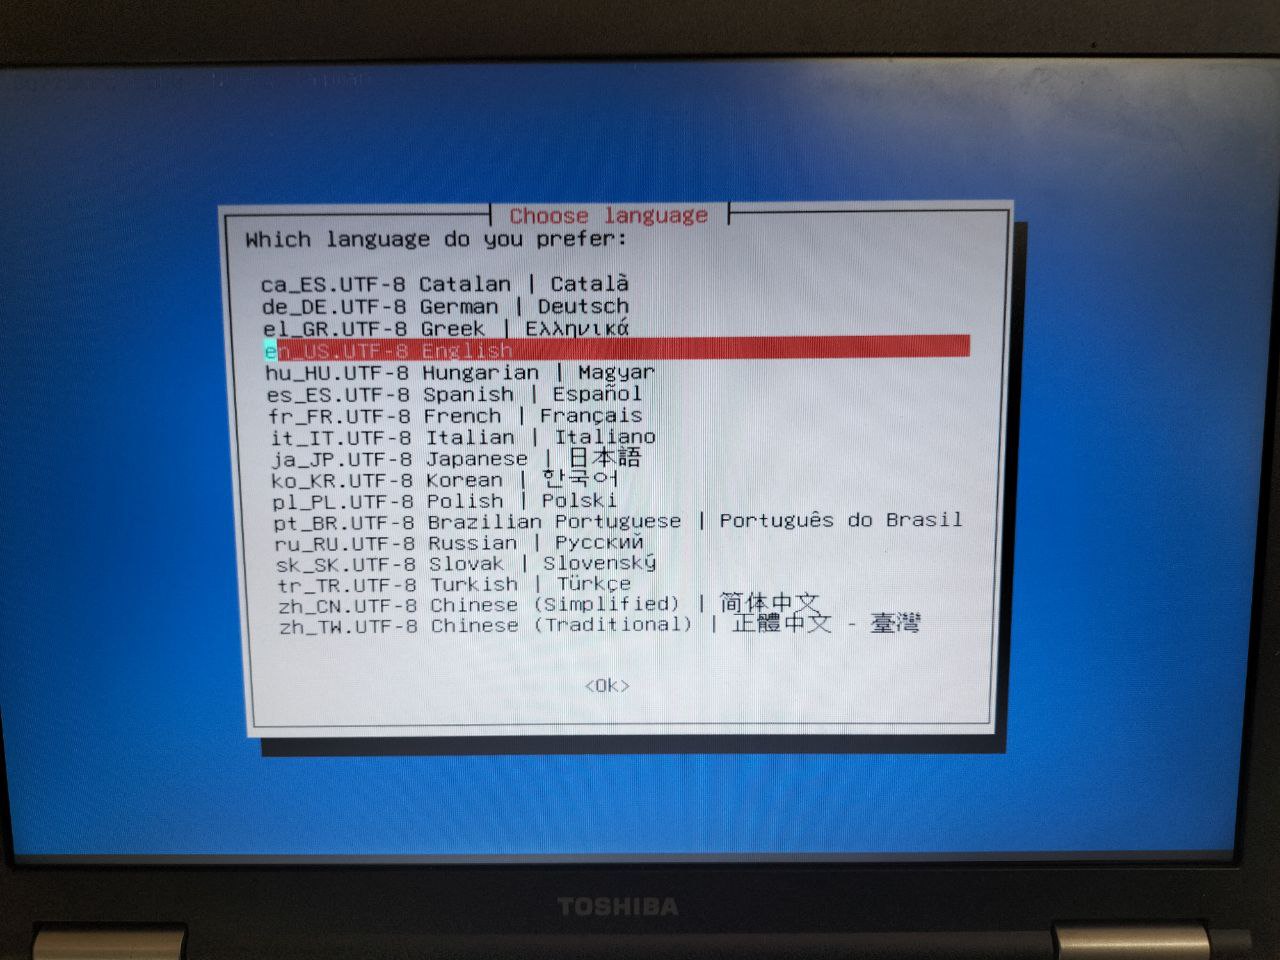 Choose language
Which language do you prefer:
ca_ES.UTF-8 Catalan | Català
de_DE.UTF-8 German | Deutsch
el_GR.UTF-8 Greek | Ελληνικά
en_US.UTF-8 English
hu_HU.UTF-8 Hungarian | Magyar
es_ES.UTF-8 Spanish | Español
fr_FR.UTF-8 French | Français
it_IT.UTF-8 Italian | Italiano
ja_JP.UTF-8 Japanese | 日本語
ko_KR.UTF-8 Korean | 한국어
pl_PL.UTF-8 Polish | Polski
pt_BR.UTF-8 Brazilian Portuguese | Português do Brasil
ru_RU.UTF-8 Russian | Русский
sk_SK.UTF-8 Slovak | Slovenský
tr_TR.UTF-8 Turkish | Türkçe
zh_CN.UTF-8 Chinese (Simplified) | 简体中文
zh_TW.UTF-8 Chinese (Traditional) | 正體中文 - 臺灣
<Ok>
TOSHIBA